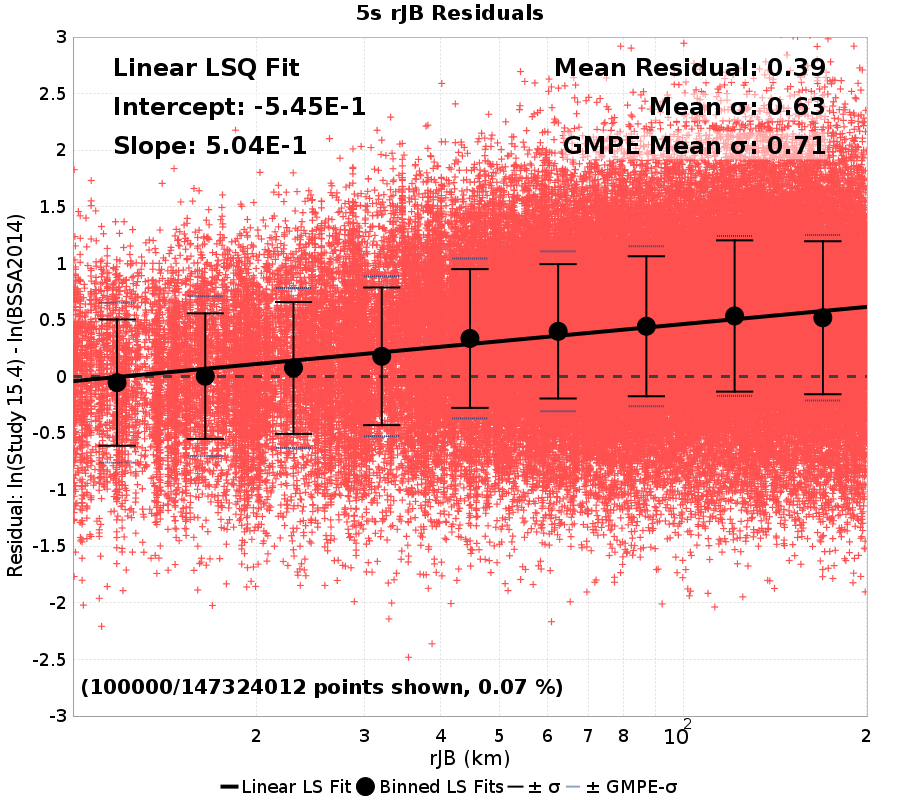 5s rJB Residuals
Linear LSQ Fit
Intercept: -5.45E-1
Slope: 5.04E-1
Mean Residual: 0.39
Mean σ: 0.63
GMPE Mean σ: 0.71
3
2.5
2
1.5
1
0.5
0
-0.5
-1
-1.5
-2
-2.5
-3
Residual: ln(Study 15.4) - ln(BSSA2014)
(100000/147324012 points shown, 0.07 %)
2 3 4 5 6 7 8 10² 2
rJB (km)
Linear LS Fit Binned LS Fits ± σ ± GMPE-σ